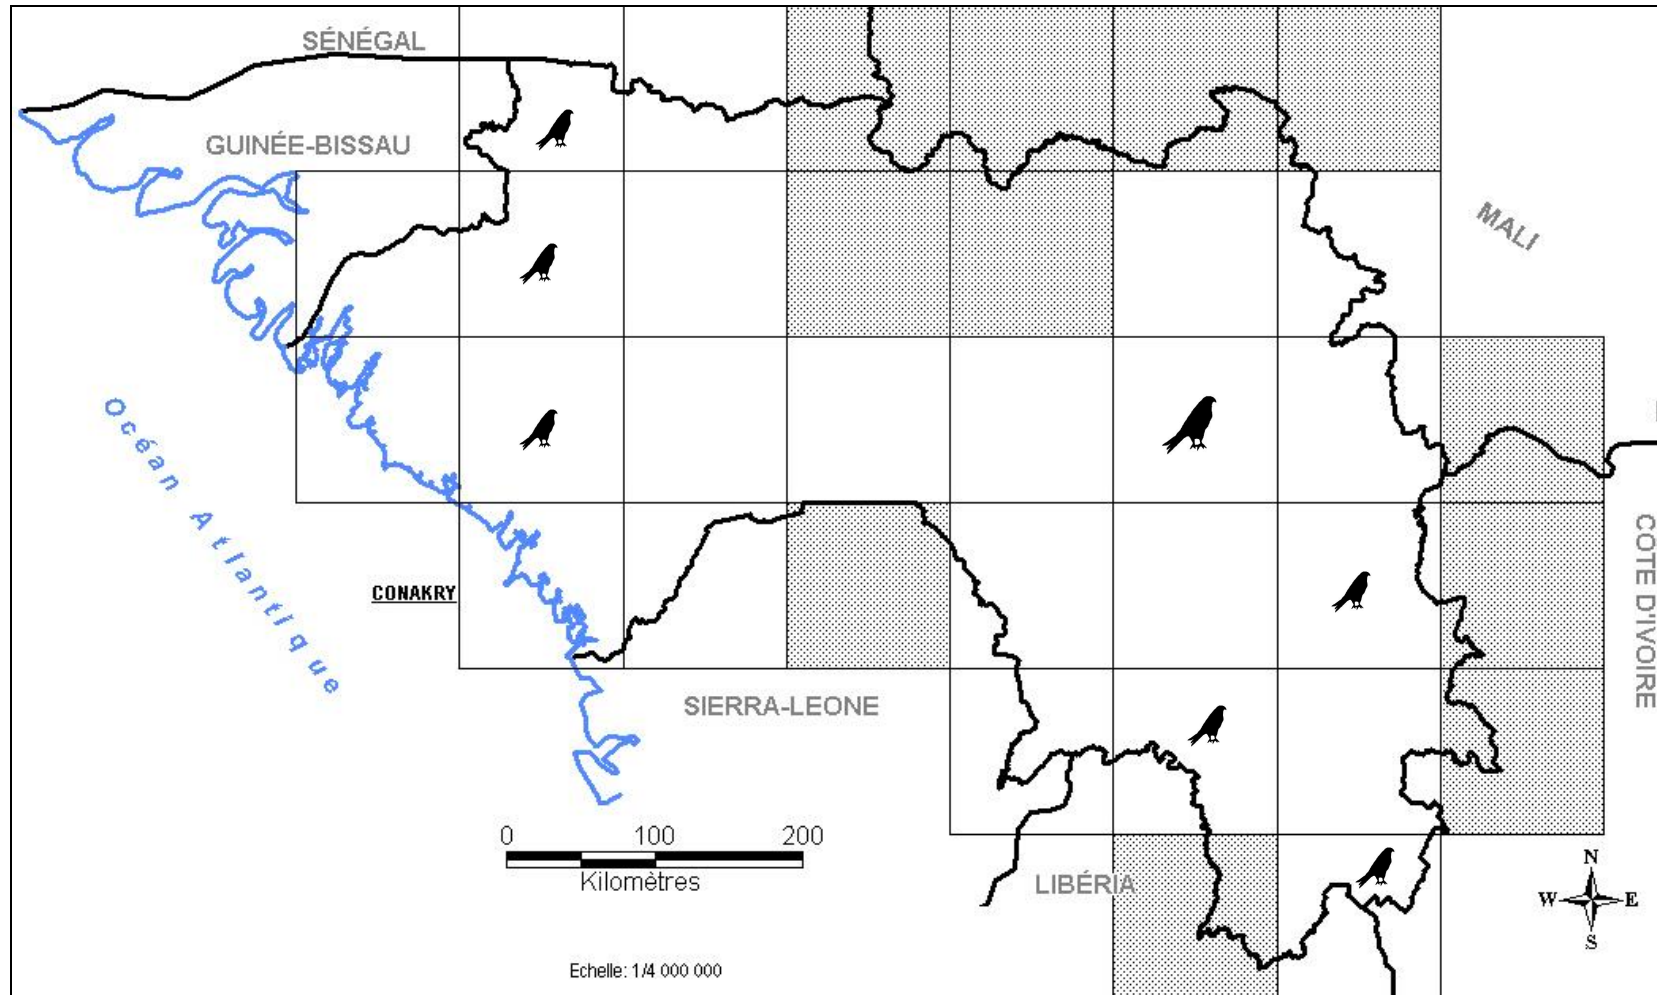 SÉNÉGAL
GUINÉE-BISSAU
MALI
Océan Atlantique
CONAKRY
CÔTE D'IVOIRE
SIERRA-LEONE
0 100 200
Kilomètres
LIBÉRIA
N
W E
S
Echelle: 1/4 000 000